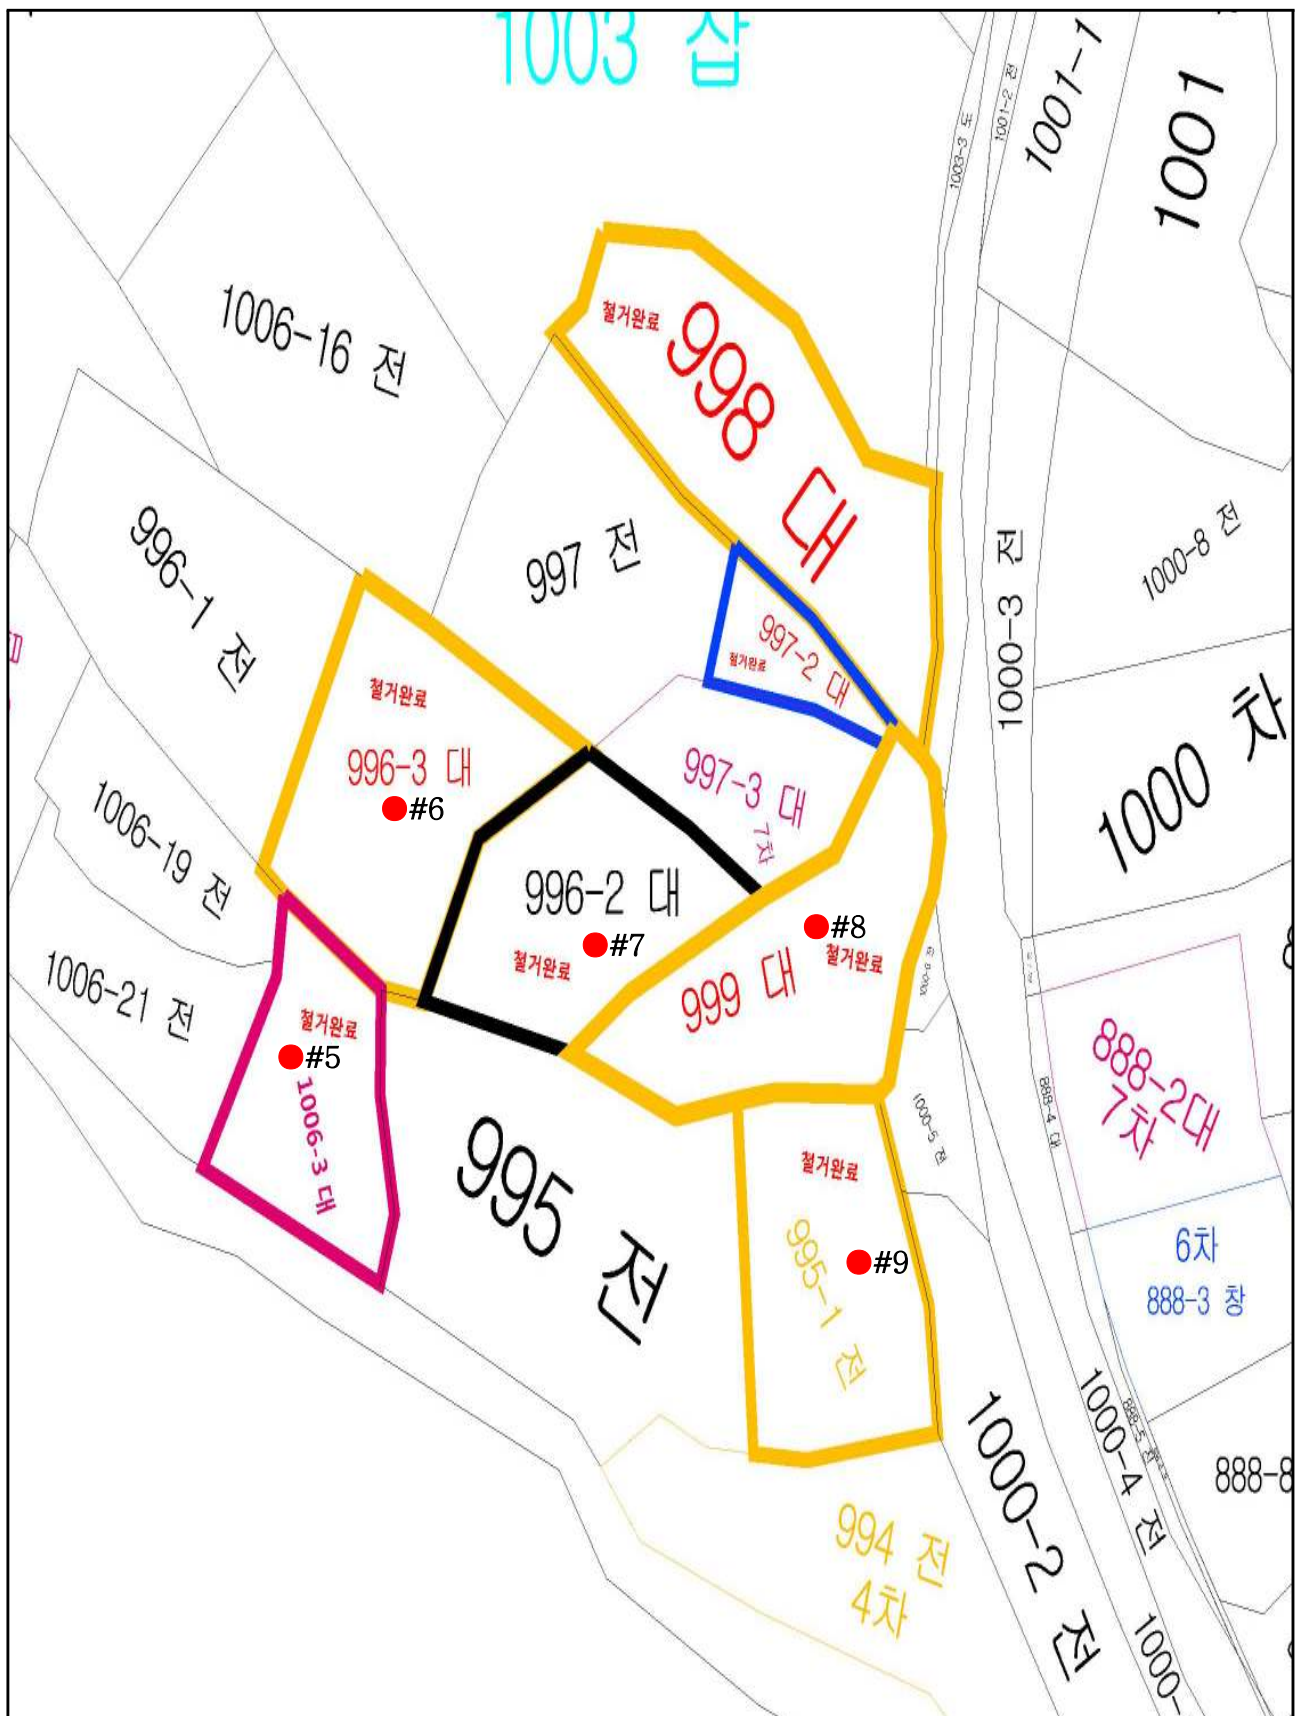 1003 삽
1001-1
1001
1001-2 전
1003-3 도
1006-16 전
철거완료
998 대
996-1 전
997 전
1000-3 전
1000-8 전
997-2 대
철거완료
철거완료
996-3 대
#6
997-3 대
7차
1000 차
1006-19 전
996-2 대
#7
철거완료
#8
철거완료
999 대
1006-21 전
철거완료
#5
1006-3 대
888-2대
7차
888-4 대
1000-5 전
995 전
철거완료
995-1 전
#9
6차
888-3 창
1000-2 전
1000-4 전
888-8
994 전
4차
1000-